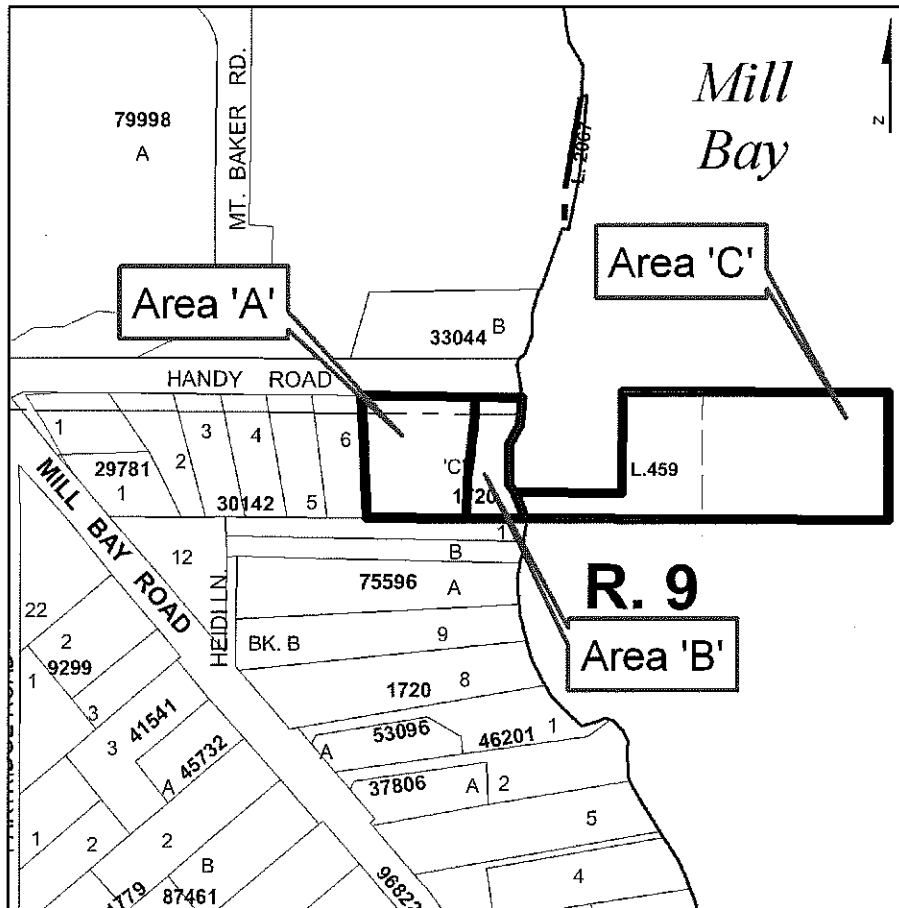 Mill
Bay
N
79998
A
MT. BAKER RD.
L. 2067
Area 'A'
Area 'C'
33044 B
HANDY ROAD
1
2
3
4
5
6
29781
1
30142
'C'
1720
L.459
MILL BAY ROAD
12
HEIDI LN.
1
B
75596
A
R. 9
BK. B
9
Area 'B'
22
2
9299
1
3
41541
3
45732
A
1720
8
53096
A
46201
1
37806
A
2
5
4
1
2
2
B
87461